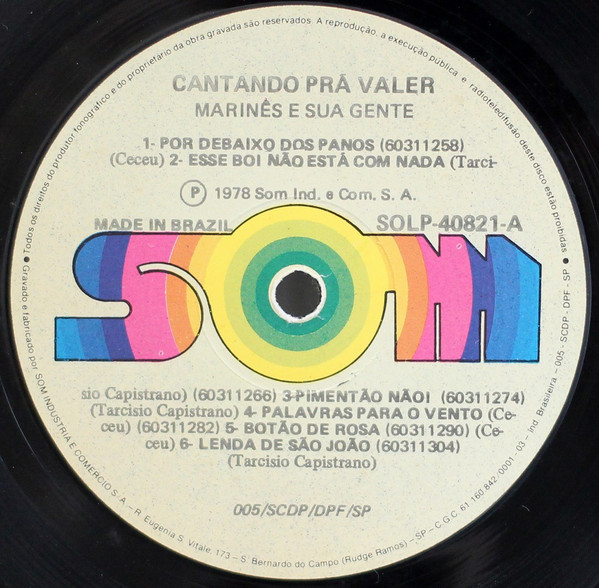 Todos os direitos do produtor fonográfico e do proprietário da obra gravada são reservados. A reprodução, a execução pública e radioteledifusão deste disco estão proibidas.
CANTANDO PRÁ VALER
MARINÊS E SUA GENTE
1- POR DEBAIXO DOS PANOS (60311258)
(Ceceu) 2- ESSE BOI NÃO ESTÁ COM NADA (Tarci-
P 1978 Som Ind. e Com. S. A.
MADE IN BRAZIL
SOLP-40821-A
SOM
sio Capistrano) (60311266) 3-PIMENTÃO NÃO! (60311274)
(Tarcisio Capistrano) 4- PALAVRAS PARA O VENTO (Ce-
ceu) (60311282) 5- BOTÃO DE ROSA (60311290) (Ce-
ceu) 6- LENDA DE SÃO JOÃO (60311304)
(Tarcisio Capistrano)
005/SCDP/DPF/SP
Gravado e fabricado por SOM INDUSTRIA E COMERCIO S. A. - R. Eugenia S. Vitale, 173 - S. Bernardo do Campo (Rudge Ramos) - SP - C.G.C. 61 160 842/0001-03 - Ind. Brasileira - 005 - SCDP - DPF - SP